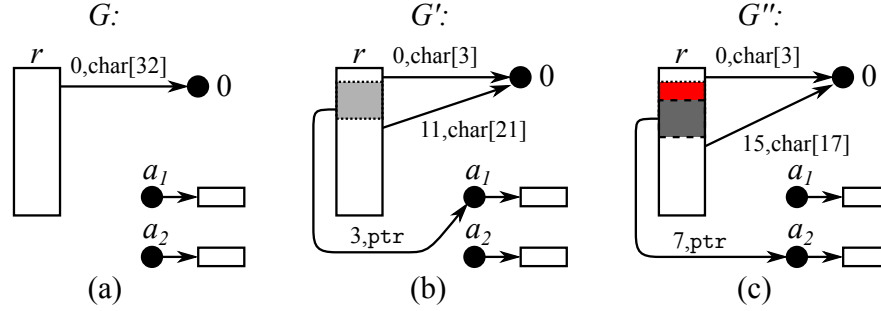 G: G': G'':
r r r
0,char[32] 0,char[3] 0,char[3]
0 0 0
11,char[21] 15,char[17]
a1 a1 a1
a2 a2 a2
3,ptr 7,ptr
(a) (b) (c)